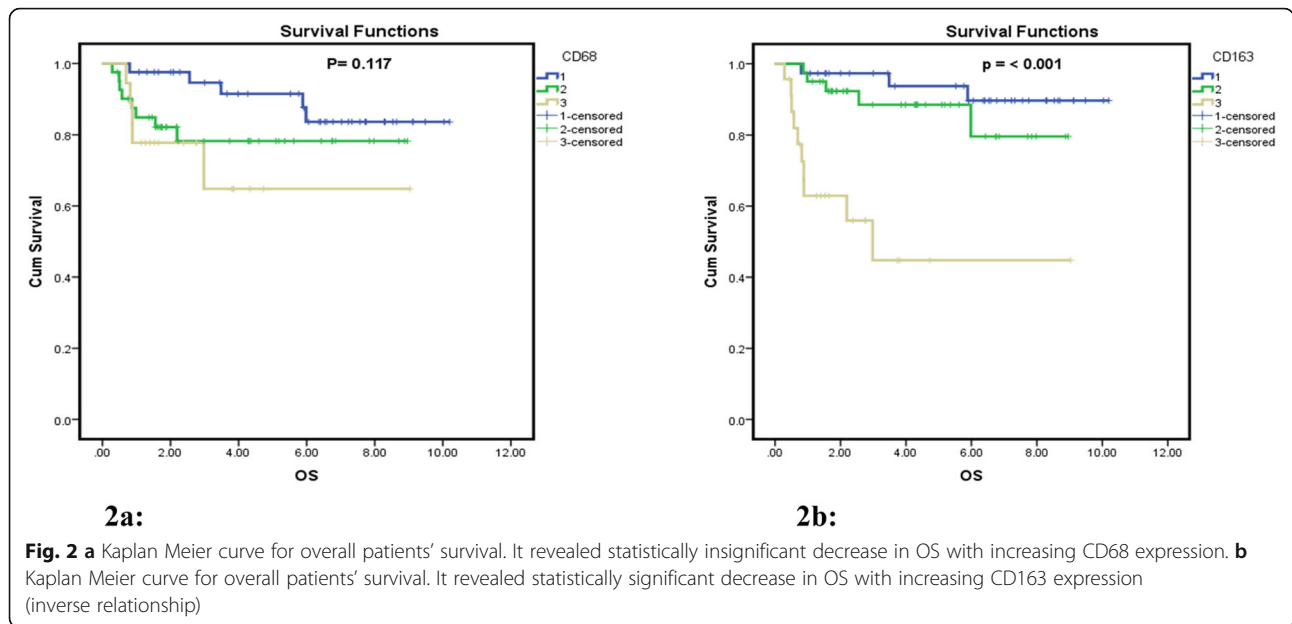 Survival Functions
P= 0.117
CD68
1
2
3
1-censored
2-censored
3-censored
Cum Survival
1.0
0.8
0.6
0.4
0.2
0.0
.00 2.00 4.00 6.00 8.00 10.00 12.00
OS
2a:
Survival Functions
p = < 0.001
CD163
1
2
3
1-censored
2-censored
3-censored
Cum Survival
1.0
0.8
0.6
0.4
0.2
0.0
.00 2.00 4.00 6.00 8.00 10.00 12.00
OS
2b:
Fig. 2 a Kaplan Meier curve for overall patients’ survival. It revealed statistically insignificant decrease in OS with increasing CD68 expression. b
Kaplan Meier curve for overall patients’ survival. It revealed statistically significant decrease in OS with increasing CD163 expression
(inverse relationship)